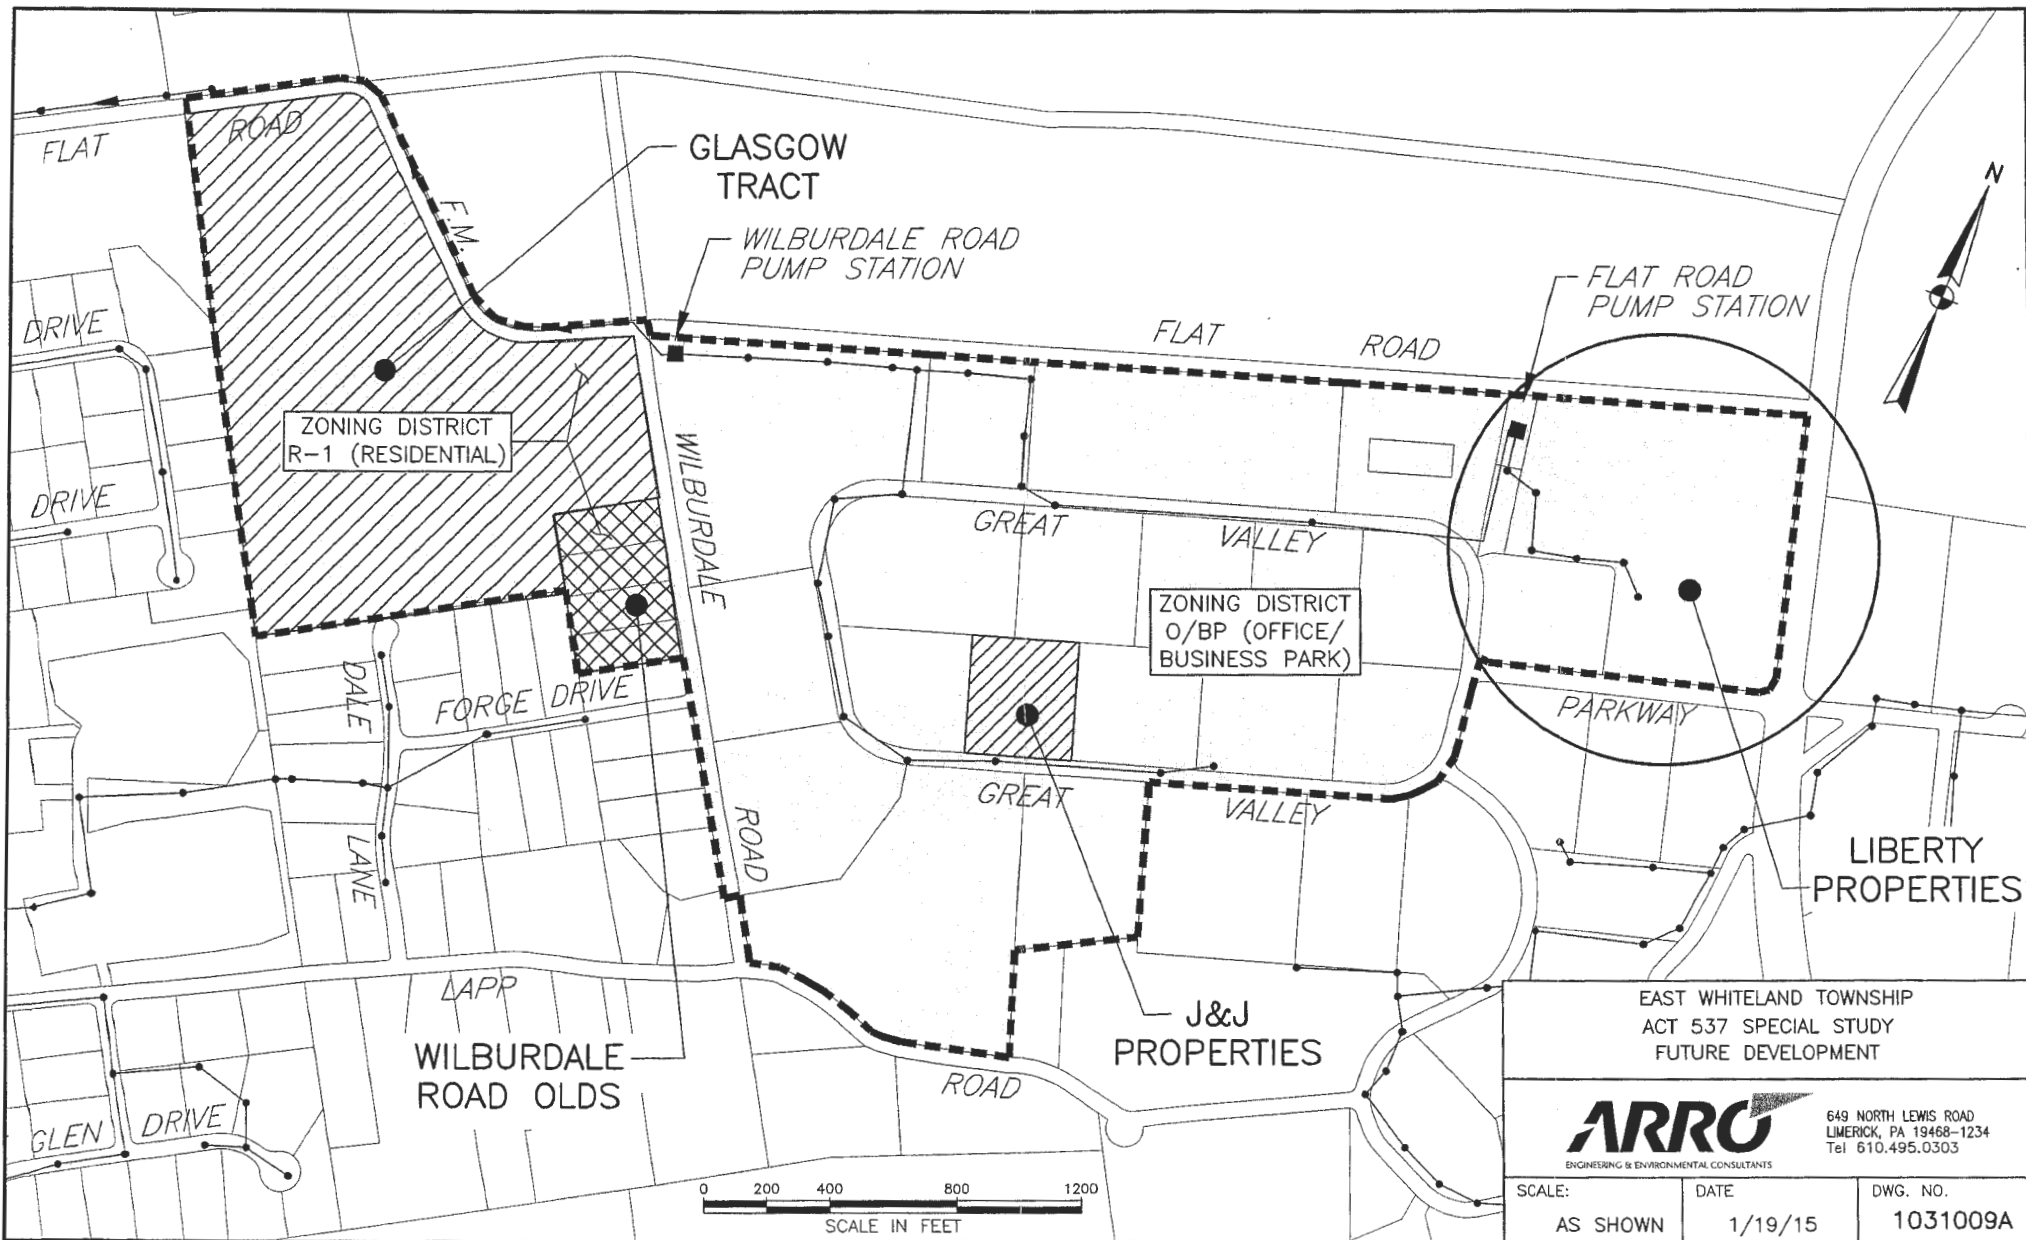 FLAT
ROAD
F.M.
GLASGOW
TRACT
WILBURDALE ROAD
PUMP STATION
FLAT ROAD
PUMP STATION
N
FLAT
ROAD
DRIVE
DRIVE
ZONING DISTRICT
R-1 (RESIDENTIAL)
WILBURDALE
ROAD
GREAT
VALLEY
ZONING DISTRICT
O/BP (OFFICE/
BUSINESS PARK)
DALE
LANE
FORGE DRIVE
PARKWAY
GREAT
VALLEY
LIBERTY
PROPERTIES
LAPP
ROAD
J&J
PROPERTIES
WILBURDALE
ROAD OLDS
GLEN DRIVE
0 200 400 800 1200
SCALE IN FEET
EAST WHITELAND TOWNSHIP
ACT 537 SPECIAL STUDY
FUTURE DEVELOPMENT
ARRO
ENGINEERING & ENVIRONMENTAL CONSULTANTS
649 NORTH LEWIS ROAD
LIMERICK, PA 19468-1234
Tel 610.495.0303
SCALE:
AS SHOWN
DATE
1/19/15
DWG. NO.
1031009A